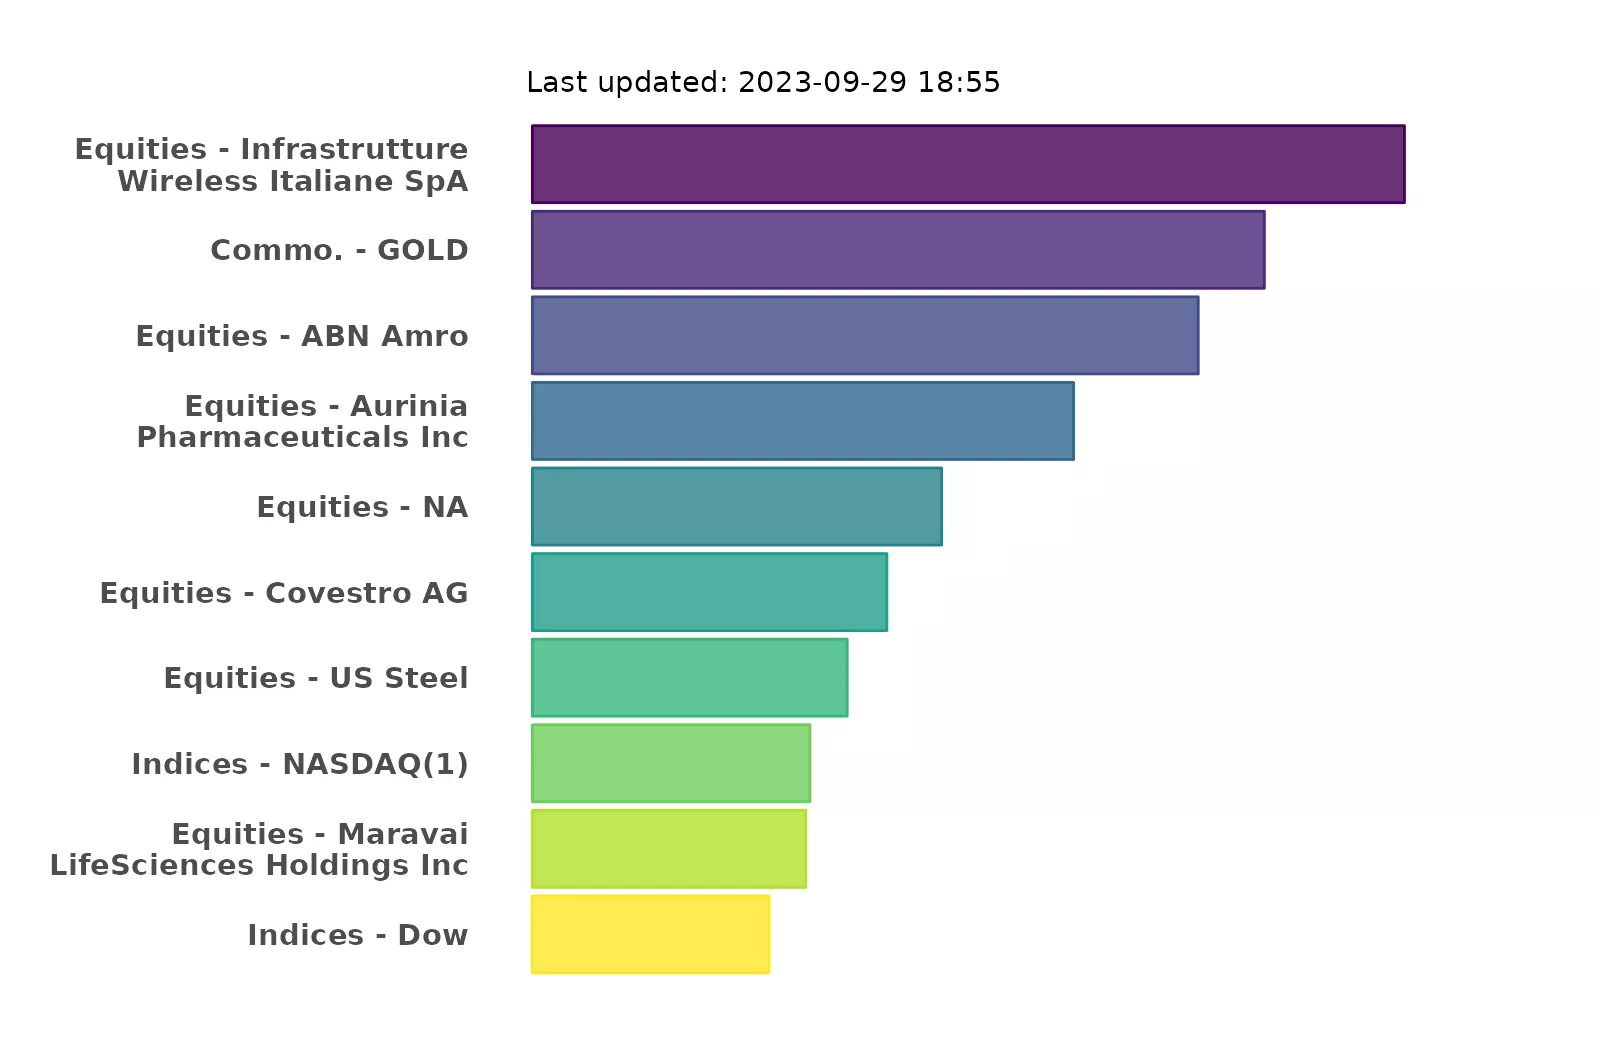 Last updated: 2023-09-29 18:55
Equities - Infrastrutture
Wireless Italiane SpA
Commo. - GOLD
Equities - ABN Amro
Equities - Aurinia
Pharmaceuticals Inc
Equities - NA
Equities - Covestro AG
Equities - US Steel
Indices - NASDAQ(1)
Equities - Maravai
LifeSciences Holdings Inc
Indices - Dow